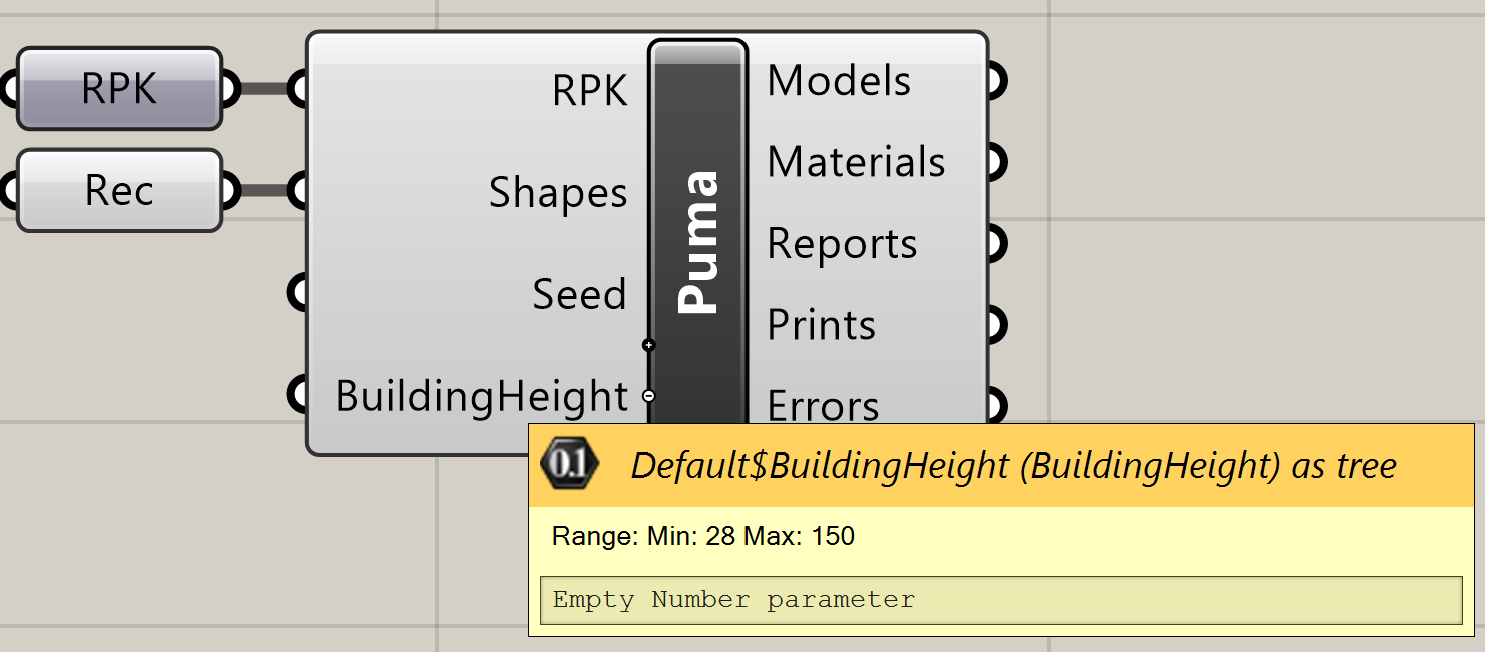 RPK
Rec
RPK
Shapes
Seed
BuildingHeight
Puma
Models
Materials
Reports
Prints
Errors
0.1
Default$BuildingHeight (BuildingHeight) as tree
Range: Min: 28 Max: 150
Empty Number parameter